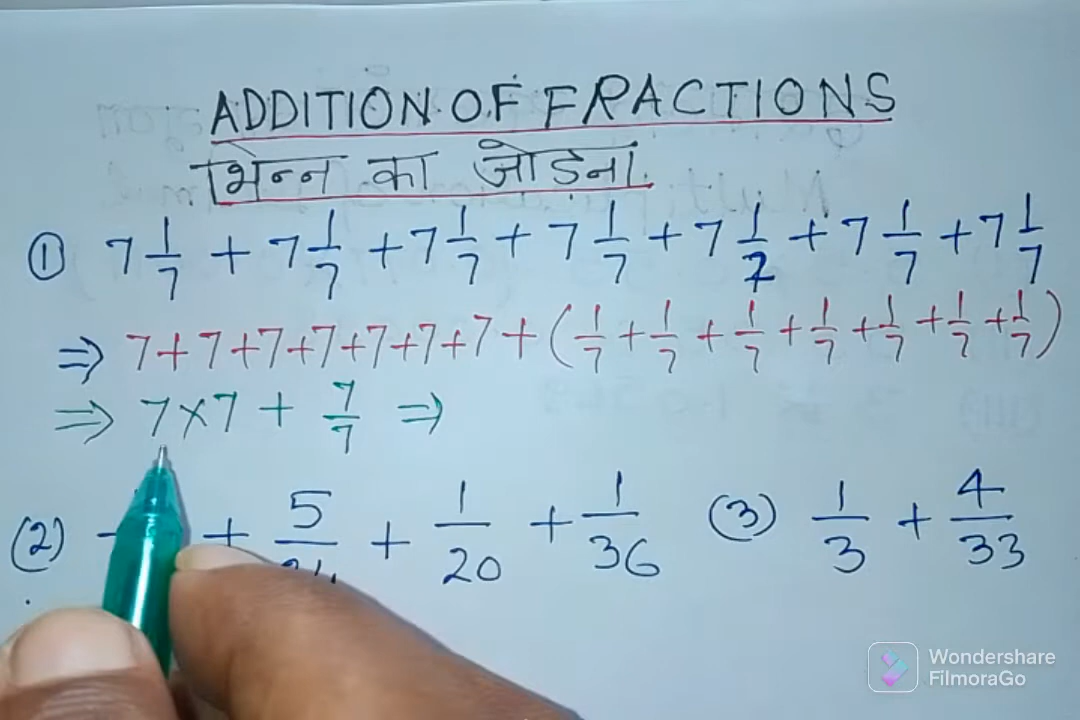 ADDITION OF FRACTIONS
भिन्न का जोडना
① 7 1/7 + 7 1/7 + 7 1/7 + 7 1/7 + 7 1/7 + 7 1/7 + 7 1/7
⇒ 7+7+7+7+7+7+7+(1/7 + 1/7 + 1/7 + 1/7 + 1/7 + 1/7 + 1/7)
⇒ 7×7 + 7/7 ⇒
(2) + 5/24 + 1/20 + 1/36 (3) 1/3 + 4/33
Wondershare
FilmoraGo